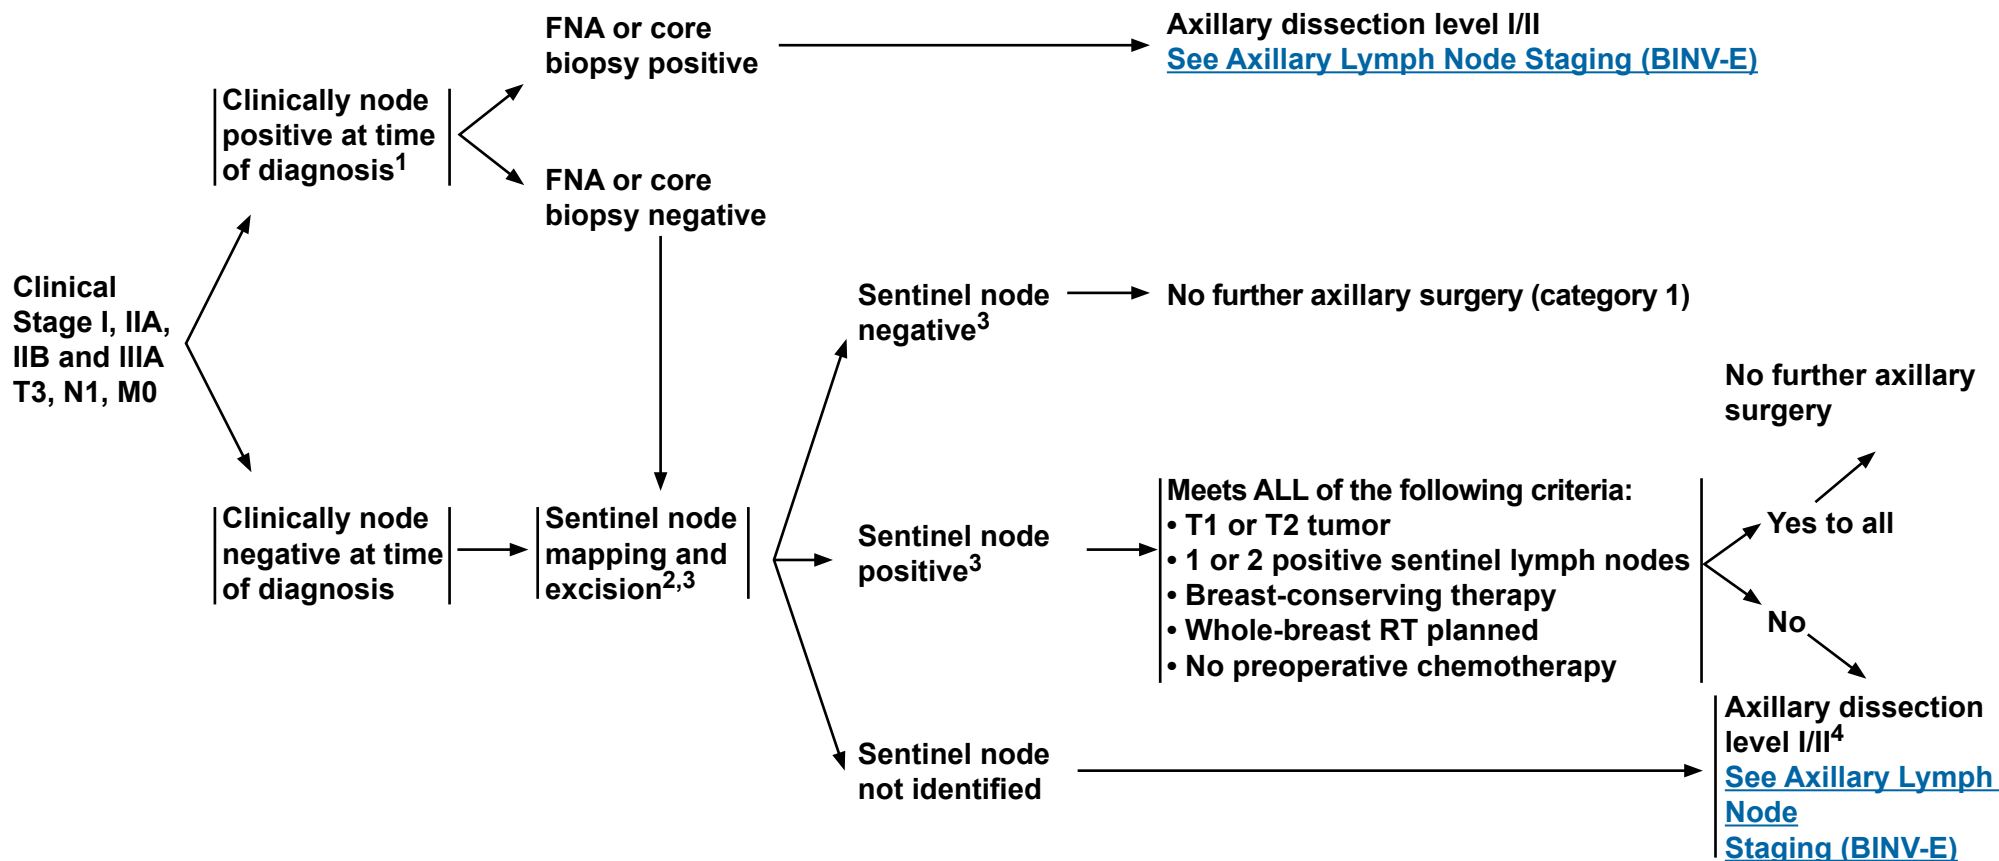 FNA or core
biopsy positive
Axillary dissection level I/II
See Axillary Lymph Node Staging (BINV-E)
Clinically node
positive at time
of diagnosis1
FNA or core
biopsy negative
Clinical
Stage I, IIA,
IIB and IIIA
T3, N1, M0
Sentinel node
negative3
No further axillary surgery (category 1)
Clinically node
negative at time
of diagnosis
Sentinel node
mapping and
excision2,3
Sentinel node
positive3
Meets ALL of the following criteria:
• T1 or T2 tumor
• 1 or 2 positive sentinel lymph nodes
• Breast-conserving therapy
• Whole-breast RT planned
• No preoperative chemotherapy
No further axillary
surgery
Yes to all
No
Sentinel node
not identified
Axillary dissection
level I/II4
See Axillary Lymph
Node
Staging (BINV-E)